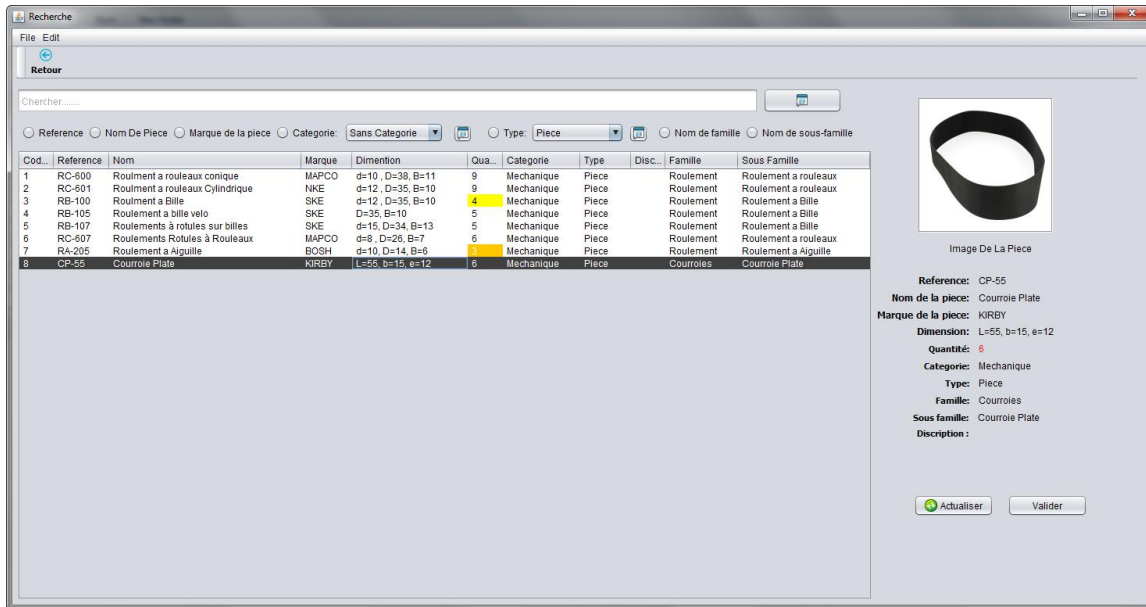 Recherche
File Edit
Retour
Chercher.......
Reference Nom De Piece Marque de la piece Categorie: Sans Categorie Type: Piece Nom de famille Nom de sous-famille
Cod... Reference Nom Marque Dimention Qua... Categorie Type Disc... Famille Sous Famille
1 RC-600 Roulment a rouleaux conique MAPCO d=10 , D=38, B=11 9 Mechanique Piece Roulement Roulement a rouleaux
2 RC-601 Roulment a rouleaux Cylindrique NKE d=12 , D=35, B=10 9 Mechanique Piece Roulement Roulement a rouleaux
3 RB-100 Roulment a Bille SKE d=12 , D=35, B=10 4 Mechanique Piece Roulement Roulement a Bille
4 RB-105 Roulement a bille velo SKE D=35, B=10 5 Mechanique Piece Roulement Roulement a Bille
5 RB-107 Roulements à rotules sur billes SKE d=15, D=34, B=13 5 Mechanique Piece Roulement Roulement a Bille
6 RC-607 Roulements Rotules à Rouleaux MAPCO d=8 , D=26, B=7 6 Mechanique Piece Roulement Roulement a rouleaux
7 RA-205 Roulement a Aiguille BOSH d=10, D=14, B=6 3 Mechanique Piece Roulement Roulement a Aiguille
8 CP-55 Courroie Plate KIRBY L=55, b=15, e=12 6 Mechanique Piece Courroies Courroie Plate
Image De La Piece
Reference: CP-55
Nom de la piece: Courroie Plate
Marque de la piece: KIRBY
Dimension: L=55, b=15, e=12
Quantité: 6
Categorie: Mechanique
Type: Piece
Famille: Courroies
Sous famille: Courroie Plate
Discription :
Actualiser Valider